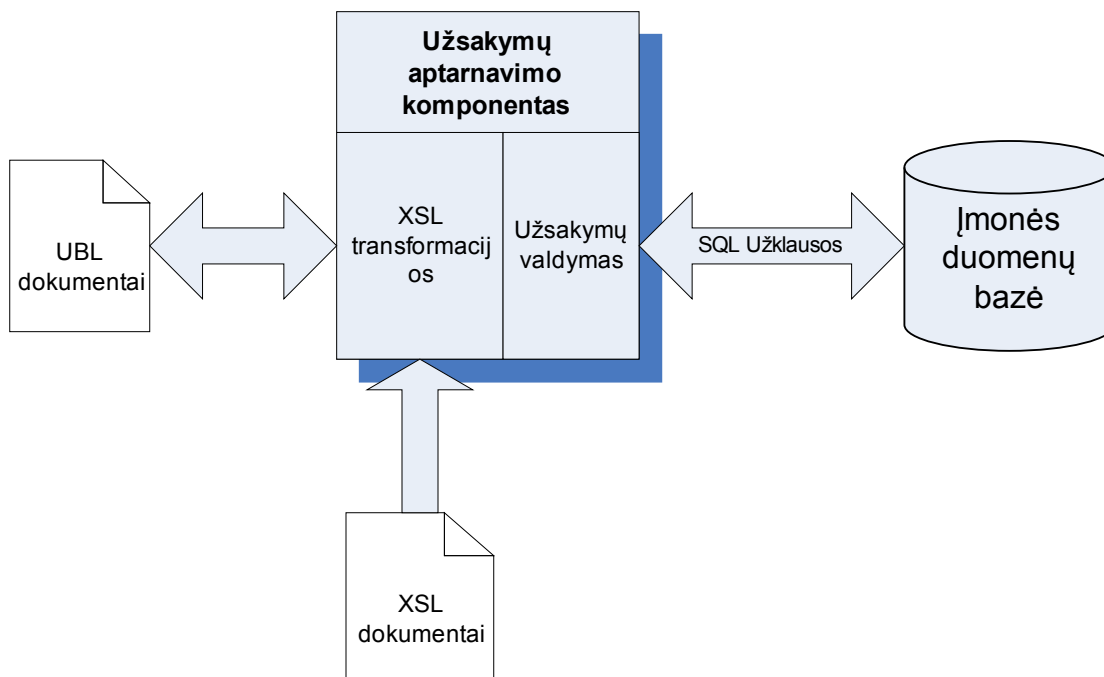 Užsakymų
aptarnavimo
komponentas
UBL
dokumentai
XSL
transformacij
os
Užsakymų
valdymas
SQL Užklausos
Įmonės
duomenų
bazė
XSL
dokumentai